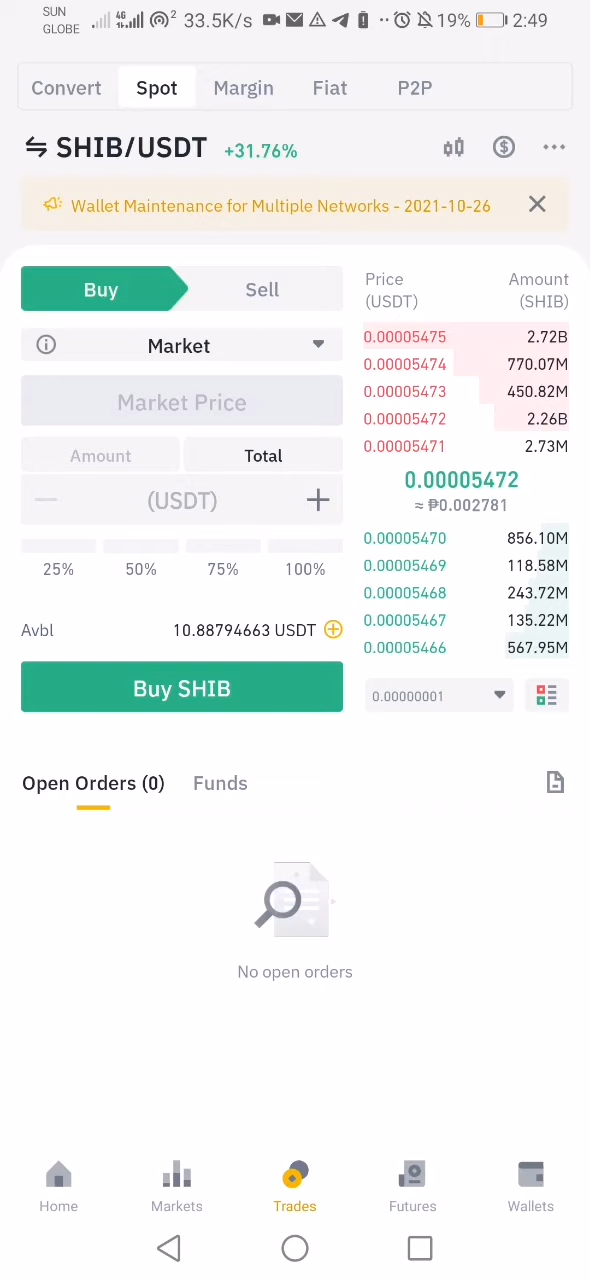 SUN
GLOBE
4G
2
33.5K/s
19%
2:49
Convert Spot Margin Fiat P2P
SHIB/USDT +31.76%
Wallet Maintenance for Multiple Networks - 2021-10-26
Buy Sell
Market
Market Price
Amount Total
(USDT)
25% 50% 75% 100%
Avbl 10.88794663 USDT
Buy SHIB
Price Amount
(USDT) (SHIB)
0.00005475 2.72B
0.00005474 770.07M
0.00005473 450.82M
0.00005472 2.26B
0.00005471 2.73M
0.00005472
≈ ₱0.002781
0.00005470 856.10M
0.00005469 118.58M
0.00005468 243.72M
0.00005467 135.22M
0.00005466 567.95M
0.00000001
Open Orders (0) Funds
No open orders
Home Markets Trades Futures Wallets